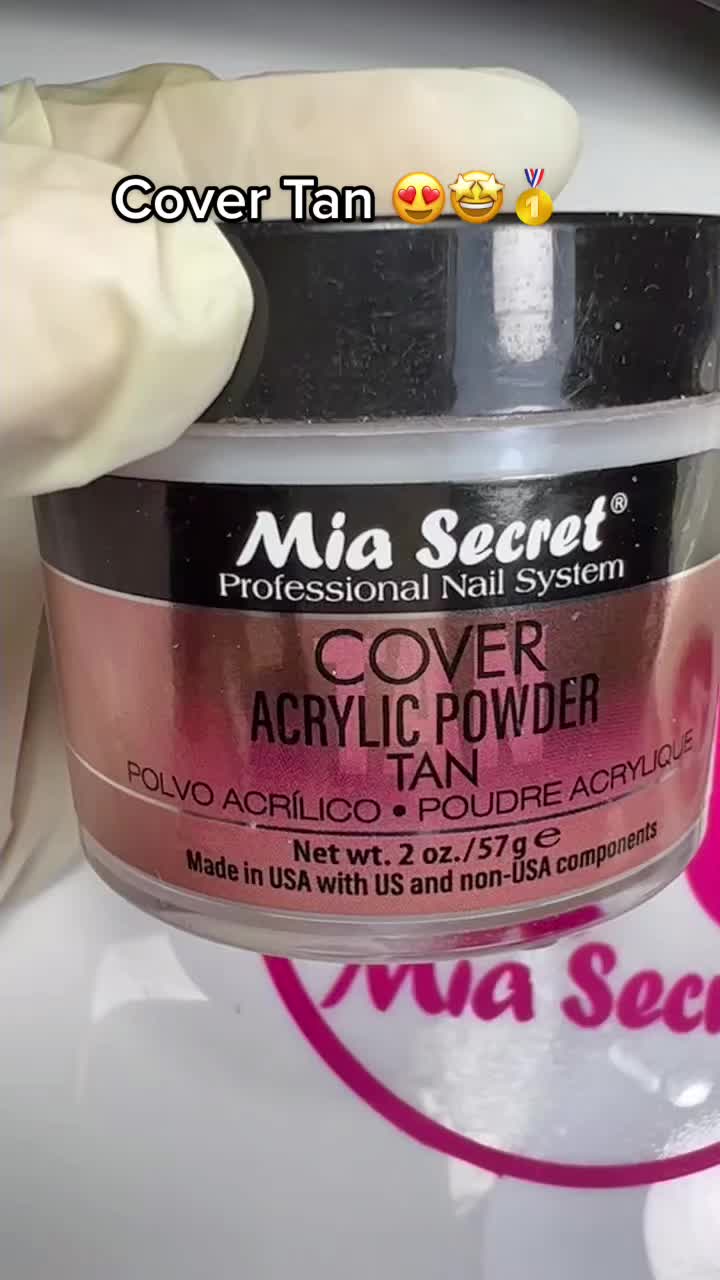 Cover Tan 😍🤩🥇
Mia Secret®
Professional Nail System
COVER
ACRYLIC POWDER
TAN
POLVO ACRÍLICO • POUDRE ACRYLIQUE
Net wt. 2 oz./57g ℮
Made in USA with US and non-USA components
Mia Secr